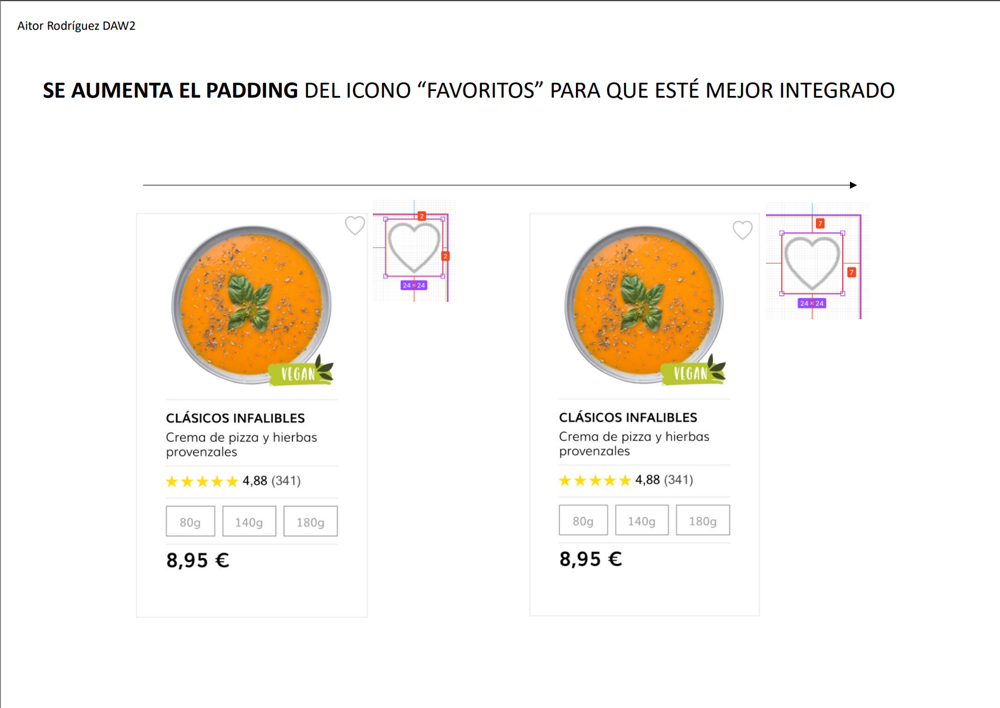 Aitor Rodríguez DAW2
SE AUMENTA EL PADDING DEL ICONO “FAVORITOS” PARA QUE ESTÉ MEJOR INTEGRADO
2
2
24 × 24
VEGAN
CLÁSICOS INFALIBLES
Crema de pizza y hierbas
provenzales
4,88 (341)
80g 140g 180g
8,95 €
7
7
24 × 24
VEGAN
CLÁSICOS INFALIBLES
Crema de pizza y hierbas
provenzales
4,88 (341)
80g 140g 180g
8,95 €